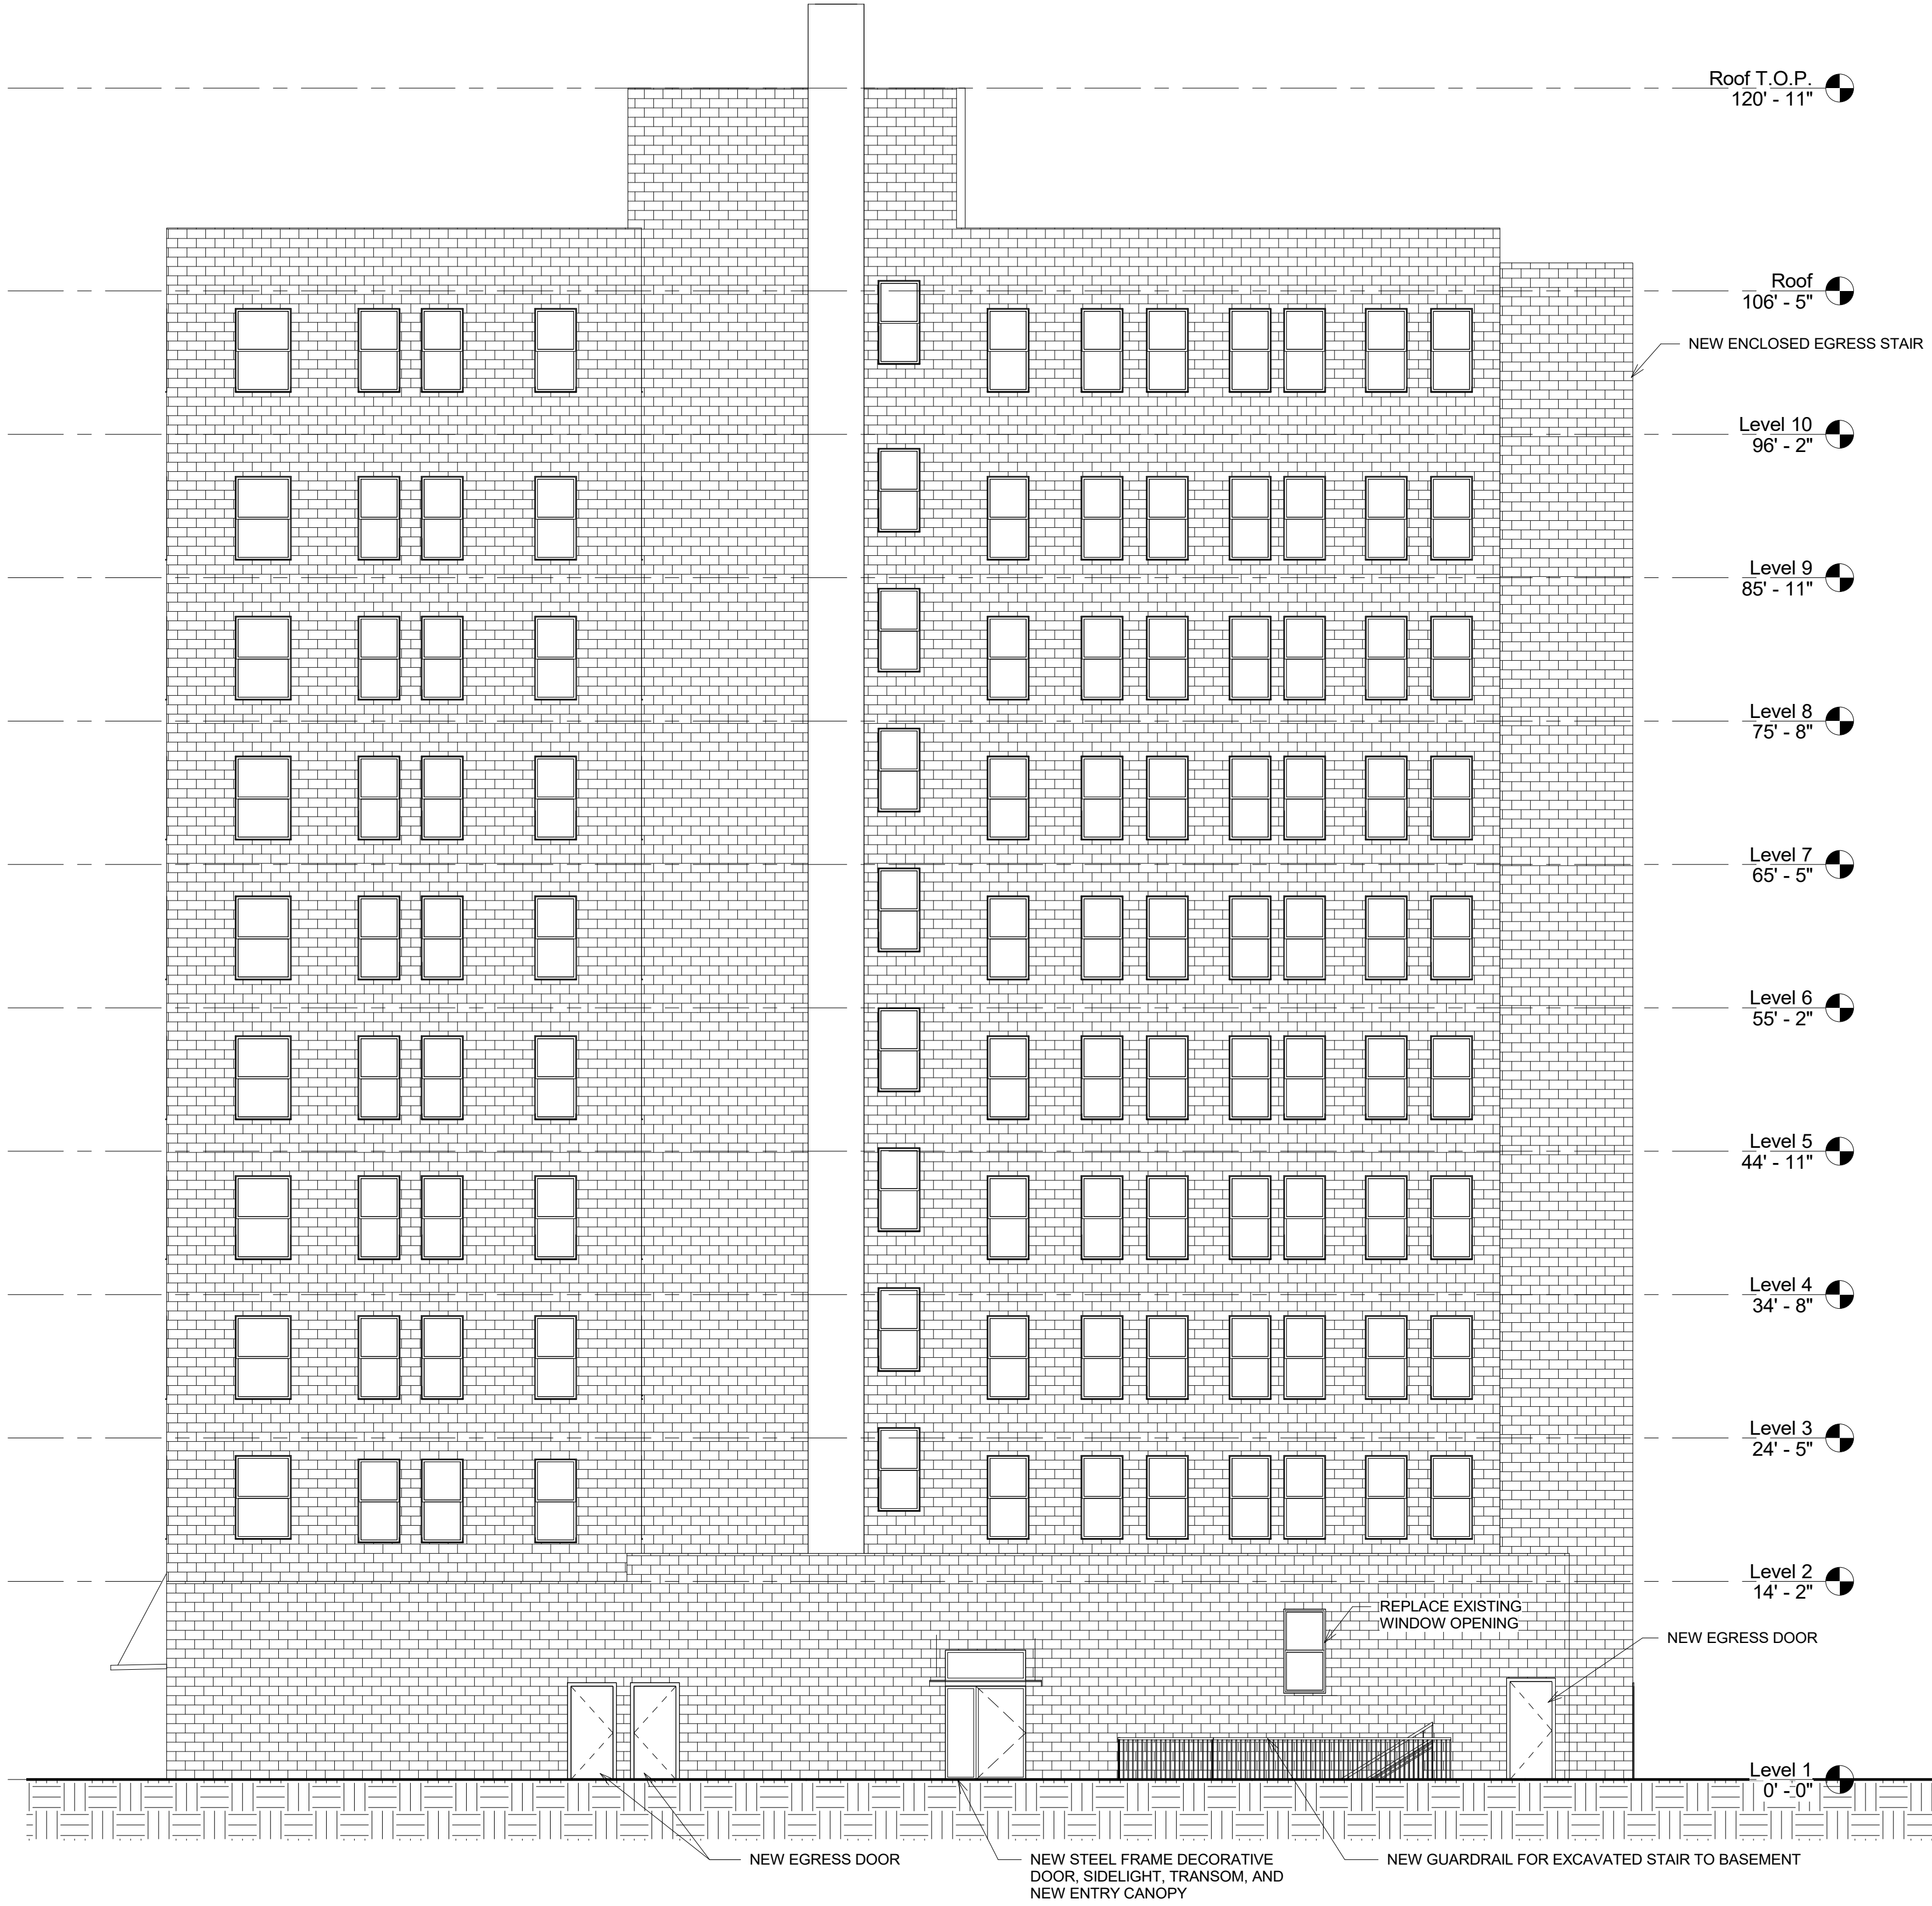 Roof T.O.P.
120' - 11"
Roof
106' - 5"
NEW ENCLOSED EGRESS STAIR
Level 10
96' - 2"
Level 9
85' - 11"
Level 8
75' - 8"
Level 7
65' - 5"
Level 6
55' - 2"
Level 5
44' - 11"
Level 4
34' - 8"
Level 3
24' - 5"
Level 2
14' - 2"
REPLACE EXISTING
WINDOW OPENING
NEW EGRESS DOOR
Level 1
0' - 0"
NEW EGRESS DOOR
NEW STEEL FRAME DECORATIVE
DOOR, SIDELIGHT, TRANSOM, AND
NEW ENTRY CANOPY
NEW GUARDRAIL FOR EXCAVATED STAIR TO BASEMENT